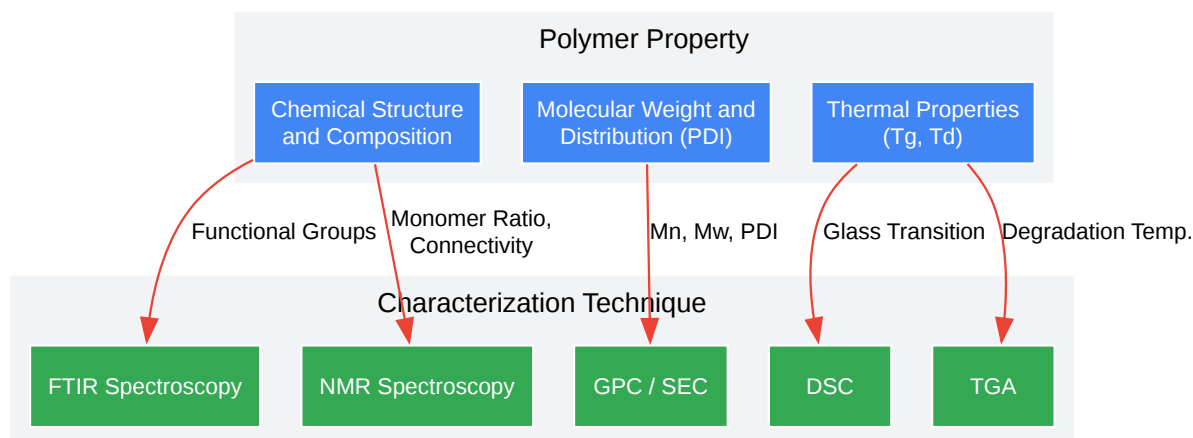 Polymer Property
Chemical Structure
and Composition
Molecular Weight and
Distribution (PDI)
Thermal Properties
(Tg, Td)
Functional Groups
Monomer Ratio,
Connectivity
Mn, Mw, PDI
Glass Transition
Degradation Temp.
Characterization Technique
FTIR Spectroscopy
NMR Spectroscopy
GPC / SEC
DSC
TGA